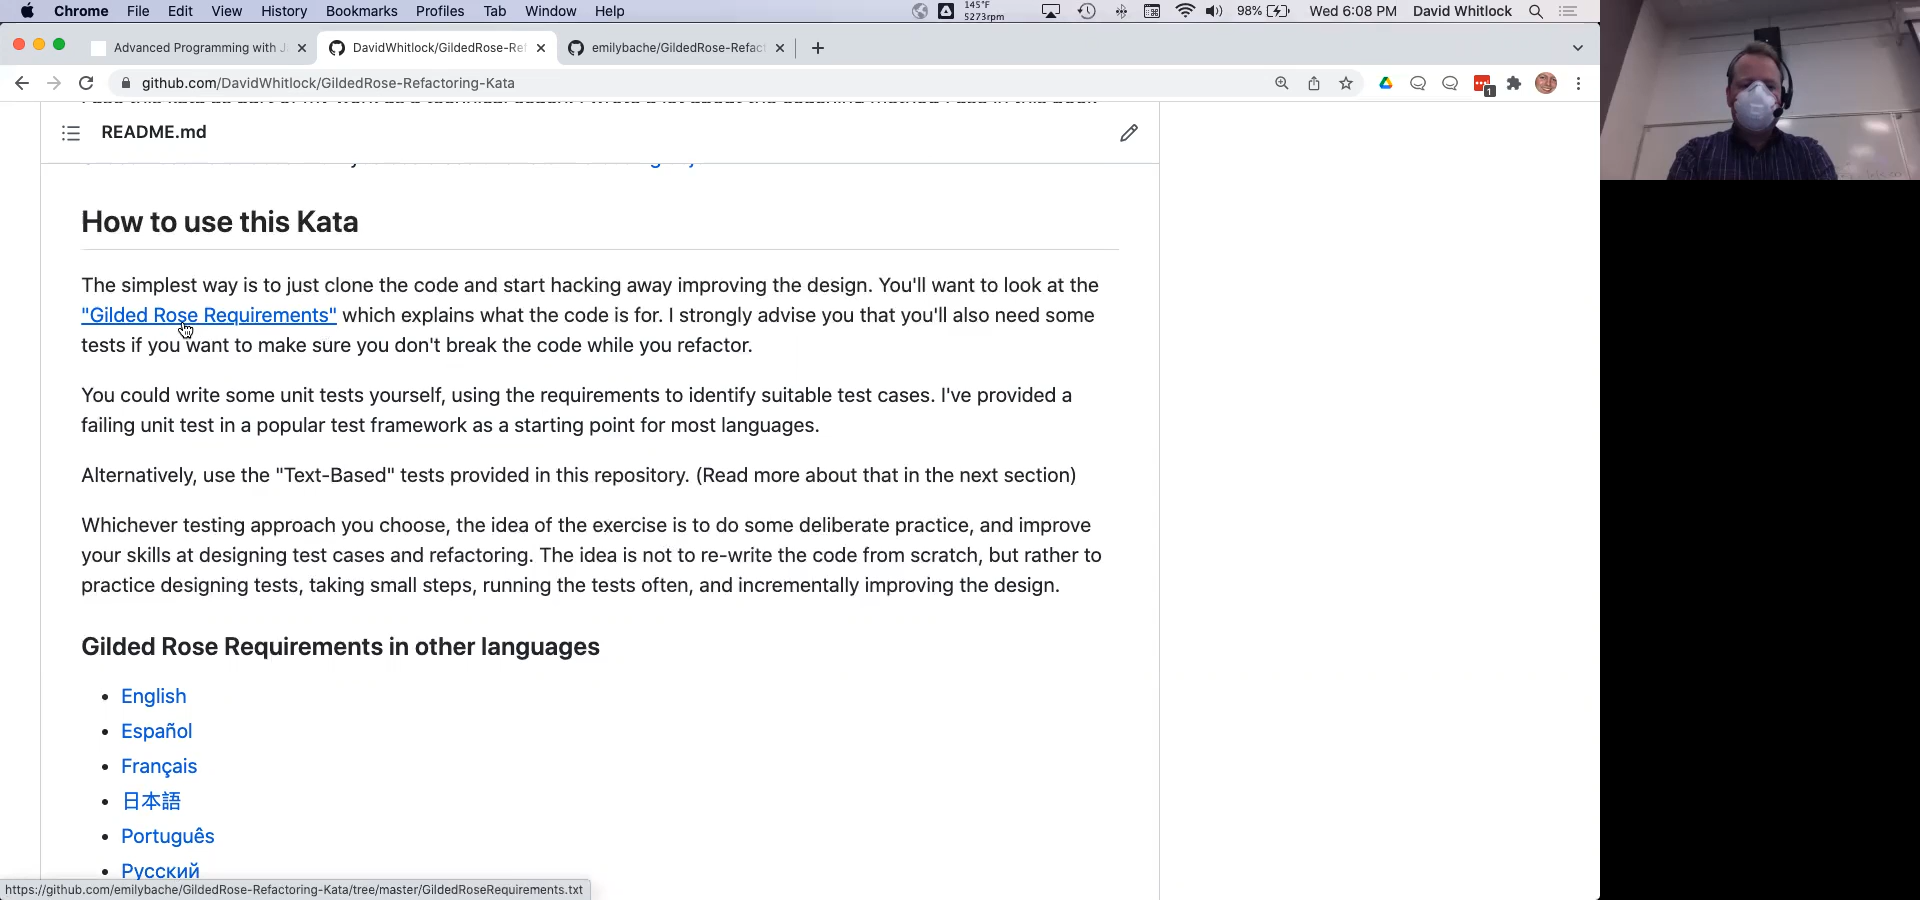 Chrome File Edit View History Bookmarks Profiles Tab Window Help 145°F 5273rpm 98% Wed 6:08 PM David Whitlock
Advanced Programming with J DavidWhitlock/GildedRose-Ref emilybache/GildedRose-Refact
github.com/DavidWhitlock/GildedRose-Refactoring-Kata 1
README.md
How to use this Kata
The simplest way is to just clone the code and start hacking away improving the design. You'll want to look at the
"Gilded Rose Requirements" which explains what the code is for. I strongly advise you that you'll also need some
tests if you want to make sure you don't break the code while you refactor.
You could write some unit tests yourself, using the requirements to identify suitable test cases. I've provided a
failing unit test in a popular test framework as a starting point for most languages.
Alternatively, use the "Text-Based" tests provided in this repository. (Read more about that in the next section)
Whichever testing approach you choose, the idea of the exercise is to do some deliberate practice, and improve
your skills at designing test cases and refactoring. The idea is not to re-write the code from scratch, but rather to
practice designing tests, taking small steps, running the tests often, and incrementally improving the design.
Gilded Rose Requirements in other languages
English
Español
Français
日本語
Português
Русский
https://github.com/emilybache/GildedRose-Refactoring-Kata/tree/master/GildedRoseRequirements.txt